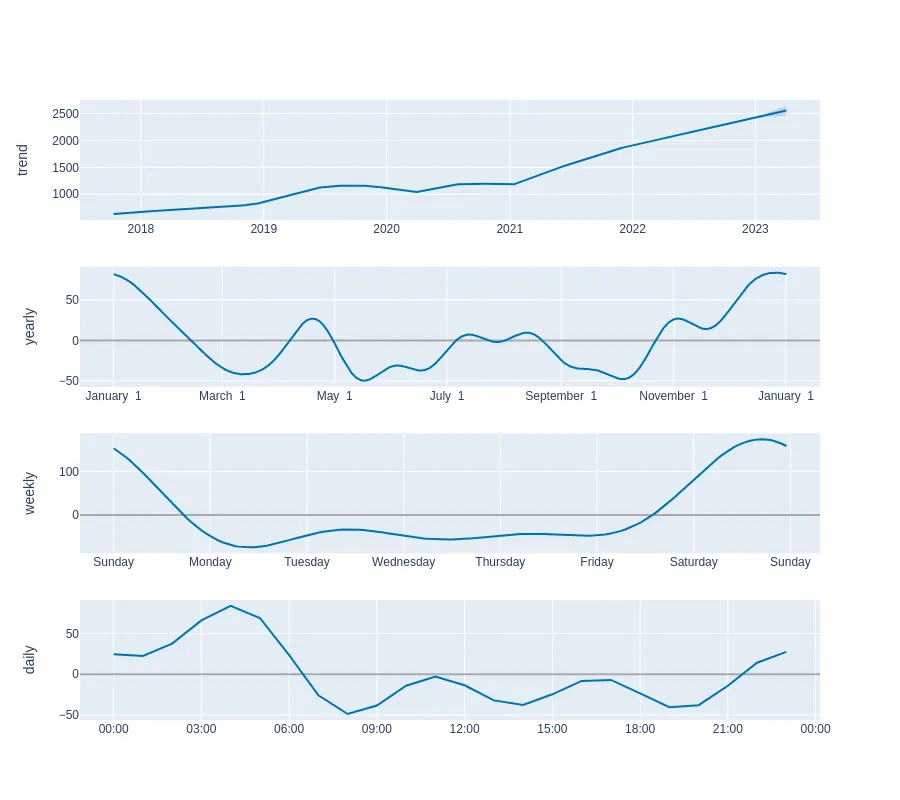 trend
2500
2000
1500
1000
2018 2019 2020 2021 2022 2023
yearly
50
0
−50
January 1 March 1 May 1 July 1 September 1 November 1 January 1
weekly
100
0
Sunday Monday Tuesday Wednesday Thursday Friday Saturday Sunday
daily
50
0
−50
00:00 03:00 06:00 09:00 12:00 15:00 18:00 21:00 00:00